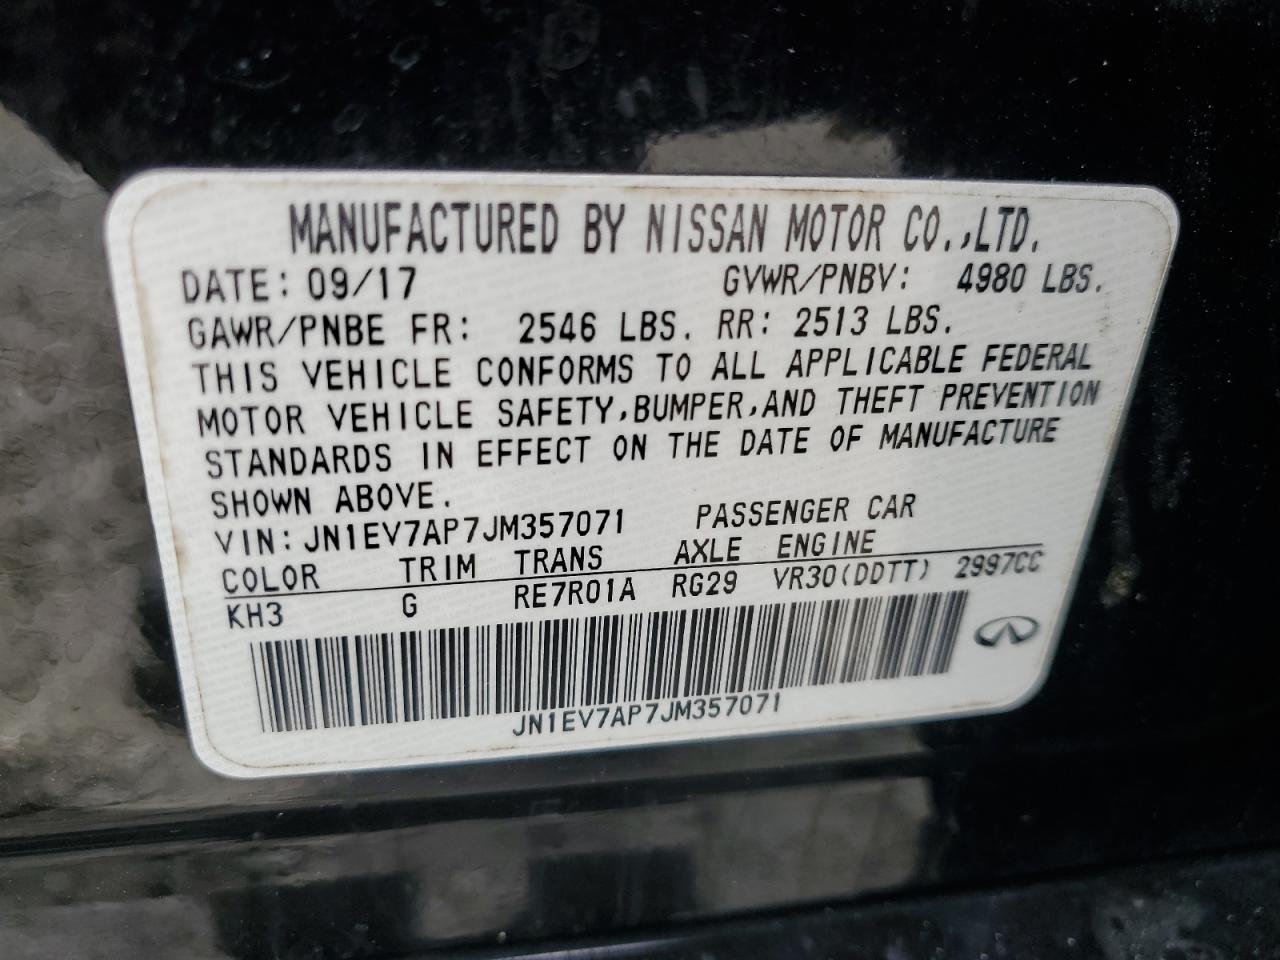 MANUFACTURED BY NISSAN MOTOR CO.,LTD.
DATE: 09/17 GVWR/PNBV: 4980 LBS.
GAWR/PNBE FR: 2546 LBS. RR: 2513 LBS.
THIS VEHICLE CONFORMS TO ALL APPLICABLE FEDERAL
MOTOR VEHICLE SAFETY,BUMPER,AND THEFT PREVENTION
STANDARDS IN EFFECT ON THE DATE OF MANUFACTURE
SHOWN ABOVE.
VIN: JN1EV7AP7JM357071 PASSENGER CAR
COLOR TRIM TRANS AXLE ENGINE
KH3 G RE7R01A RG29 VR30(DDTT) 2997CC
JN1EV7AP7JM357071